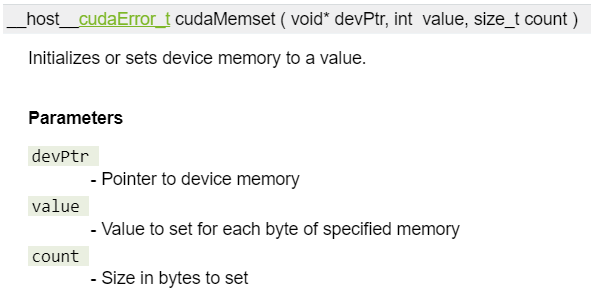 __host__cudaError_t cudaMemset ( void* devPtr, int  value, size_t count )
Initializes or sets device memory to a value.
Parameters
devPtr
- Pointer to device memory
value
- Value to set for each byte of specified memory
count
- Size in bytes to set